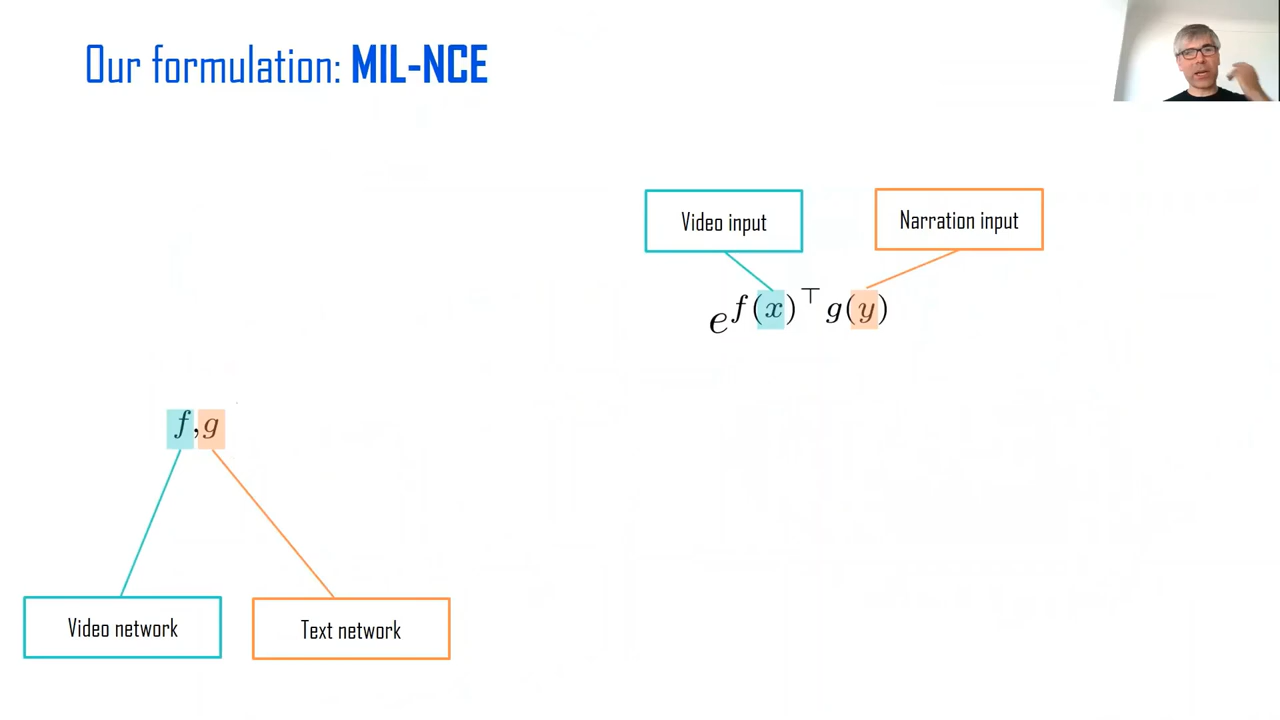 Our formulation: MIL-NCE
Video input
Narration input
e^{f(x)^⊤ g(y)}
f,g
Video network
Text network